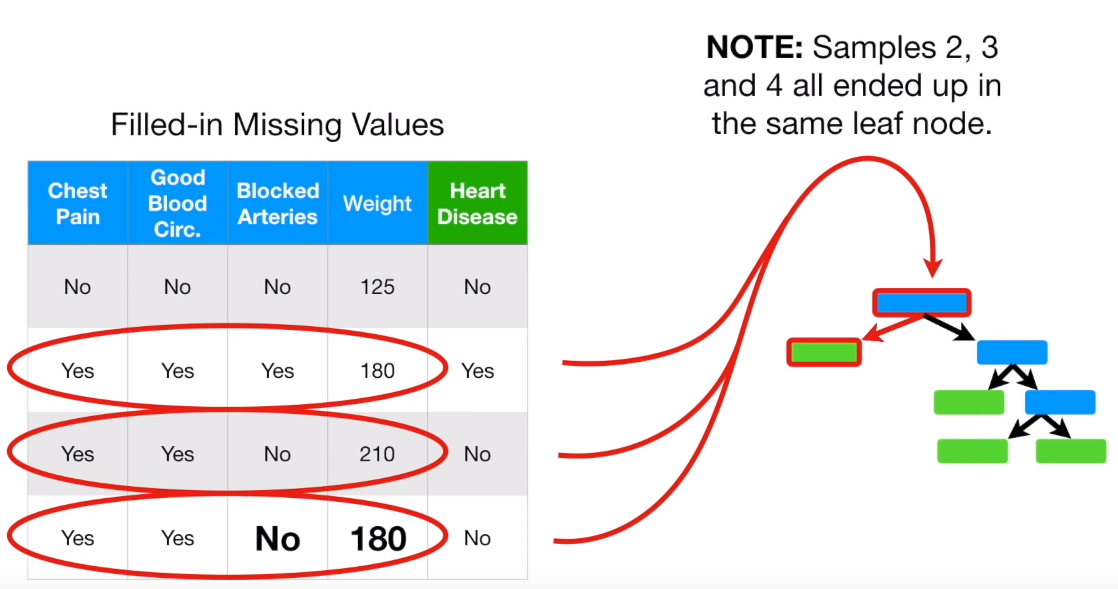 NOTE: Samples 2, 3
and 4 all ended up in
the same leaf node.
Filled-in Missing Values
Chest Pain Good Blood Circ. Blocked Arteries Weight Heart Disease
No No No 125 No
Yes Yes Yes 180 Yes
Yes Yes No 210 No
Yes Yes No 180 No